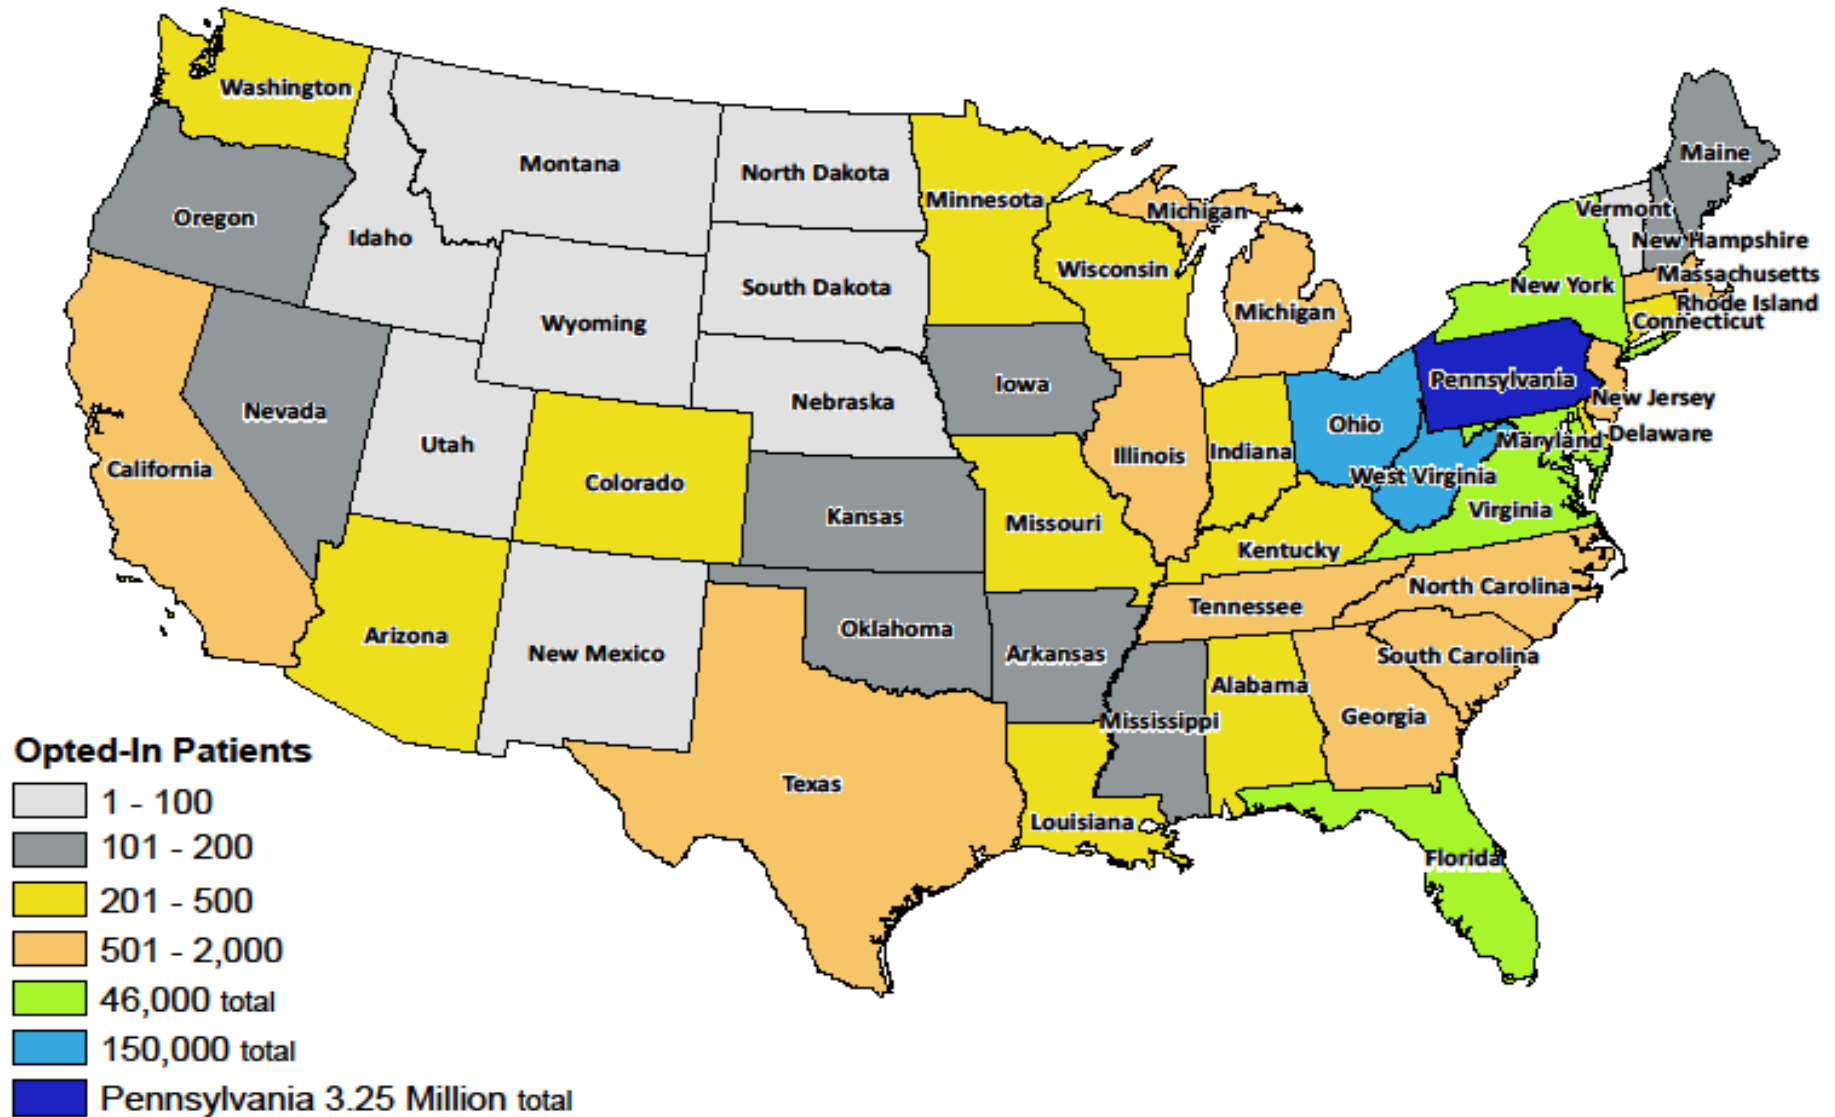 Washington
Montana
North Dakota
Minnesota
Maine
Oregon
Idaho
Michigan
Vermont
New Hampshire
Wisconsin
South Dakota
Massachusetts
New York
Rhode Island
Wyoming
Michigan
Connecticut
Iowa
Pennsylvania
Nebraska
New Jersey
Nevada
Ohio
Utah
Maryland
Delaware
California
Illinois
Indiana
West Virginia
Colorado
Kansas
Missouri
Virginia
Kentucky
North Carolina
Tennessee
Arizona
Oklahoma
New Mexico
Arkansas
South Carolina
Alabama
Mississippi
Georgia
Texas
Louisiana
Florida
Opted-In Patients
1 - 100
101 - 200
201 - 500
501 - 2,000
46,000 total
150,000 total
Pennsylvania 3.25 Million total